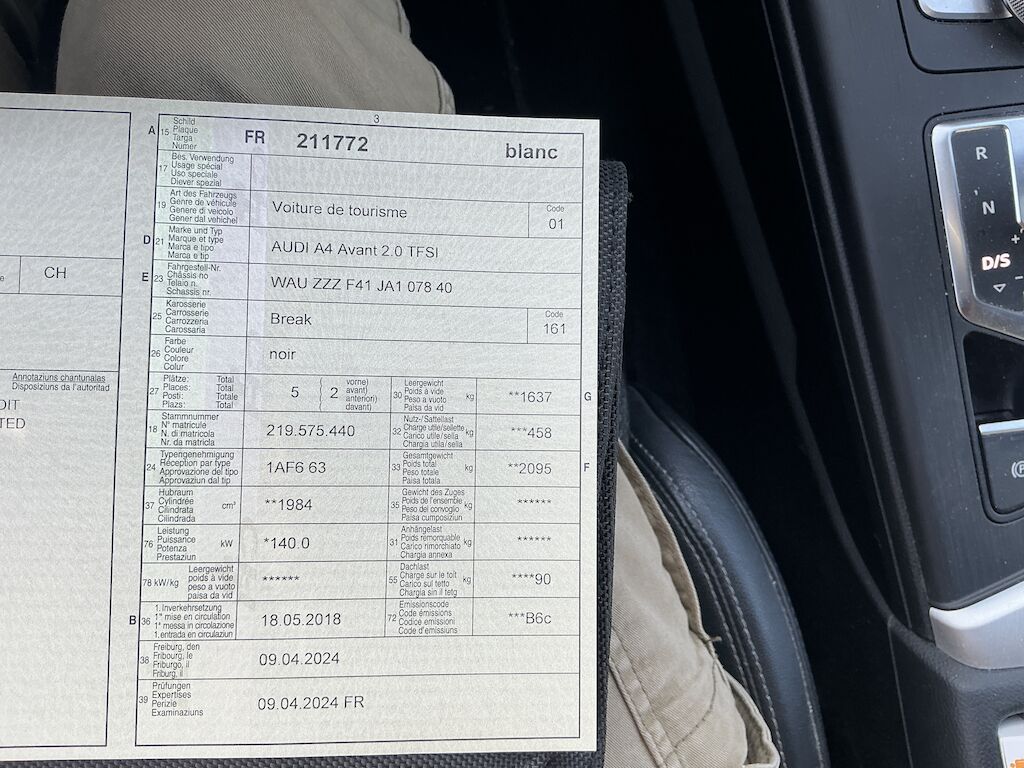 3
A 15 Schild
Plaque
Targa
Numer
FR 211772 blanc
17 Bes. Verwendung
Usage spécial
Uso speciale
Diever spezial
19 Art des Fahrzeugs
Genre de véhicule
Genere di veicolo
Gener dal vehichel
Voiture de tourisme
Code
01
D 21 Marke und Typ
Marque et type
Marca e tipo
Marca e tip
AUDI A4 Avant 2.0 TFSI
E 23 Fahrgestell-Nr.
Châssis no
Telaio n.
Schassis nr.
WAU ZZZ F41 JA1 078 40
25 Karosserie
Carrosserie
Carrozzeria
Carossaria
Break
Code
161
26 Farbe
Couleur
Colore
Colur
noir
27 Plätze: Total
Places: Total
Posti: Totale
Plazs: Total
5 ( 2 vorne)
avant)
anteriori)
davant)
30 Leergewicht
Poids à vide
Peso a vuoto
Paisa da vid
kg
**1637
G
18 Stammnummer
N° matricule
N. di matricola
Nr. da matricla
219.575.440
32 Nutz-/Sattellast
Charge utile/sellette
Carico utile/sella
Chargia utila/sella
kg
***458
24 Typengenehmigung
Réception par type
Approvazione del tipo
Approvaziun dal tip
1AF6 63
33 Gesamtgewicht
Poids total
Peso totale
Paisa totala
kg
**2095
F
37 Hubraum
Cylindrée
Cilindrata
Cilindrada
cm³
**1984
35 Gewicht des Zuges
Poids de l'ensemble
Peso del convoglio
Paisa cumposiziun
kg
******
76 Leistung
Puissance
Potenza
Prestaziun
kW
*140.0
31 Anhängelast
Poids remorquable
Carico rimorchiato
Chargia annexa
kg
******
78 kW/kg Leergewicht
poids à vide
peso a vuoto
paisa da vid
******
55 Dachlast
Charge sur le toit
Carico sul tetto
Chargia sin il tetg
kg
****90
B 36 1. Inverkehrsetzung
1re mise en circulation
1a messa in circolazione
1. entrada en circulaziun
18.05.2018
72 Emissionscode
Code émissions
Codice emissioni
Code d'emissiuns
***B6c
38 Freiburg, den
Fribourg, le
Friburgo, il
Friburg, il
09.04.2024
39 Prüfungen
Expertises
Perizie
Examinaziuns
09.04.2024 FR
CH
Annotaziuns chantunalas
Disposiziuns da l'autoritad
R
N
+
D/S
-